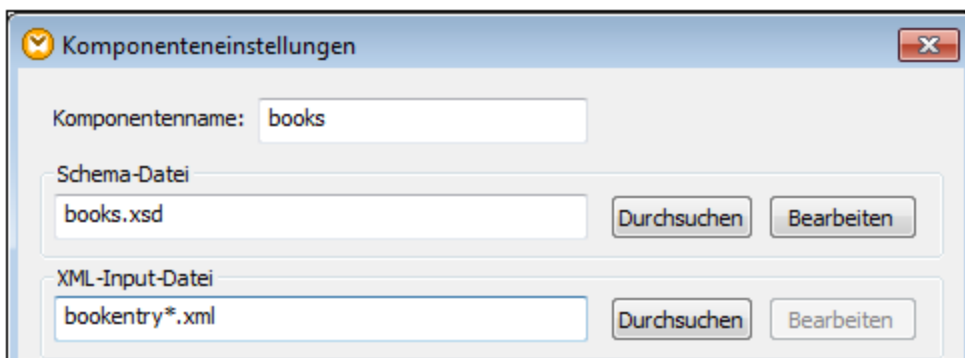 Komponenteneinstellungen
Komponentenname: books
Schema-Datei
books.xsd Durchsuchen Bearbeiten
XML-Input-Datei
bookentry*.xml Durchsuchen Bearbeiten